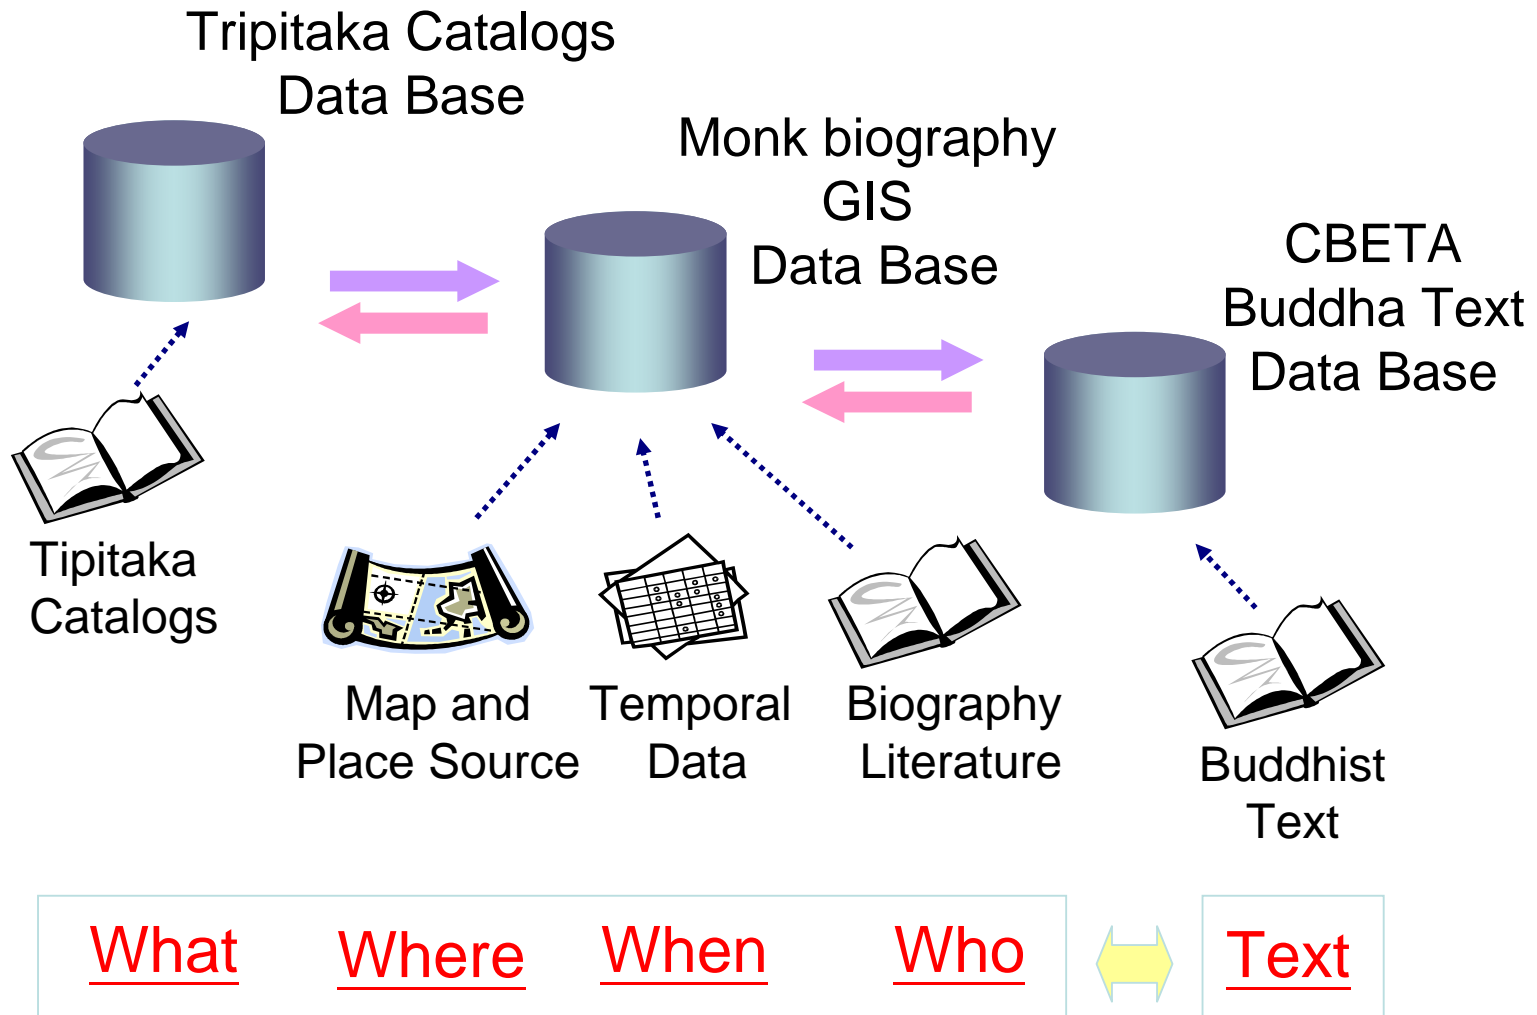 Tripitaka Catalogs
Data Base
Monk biography
GIS
Data Base
CBETA
Buddha Text
Data Base
Tipitaka
Catalogs
Map and
Place Source
Temporal
Data
Biography
Literature
Buddhist
Text
What
Where
When
Who
Text